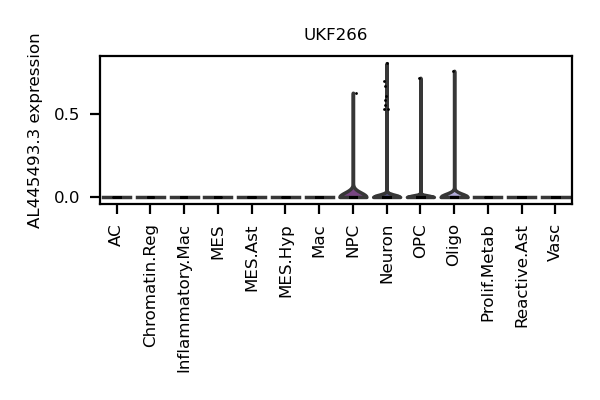 UKF266
AL445493.3 expression
0.5
0.0
AC
Chromatin.Reg
Inflammatory.Mac
MES
MES.Ast
MES.Hyp
Mac
NPC
Neuron
OPC
Oligo
Prolif.Metab
Reactive.Ast
Vasc